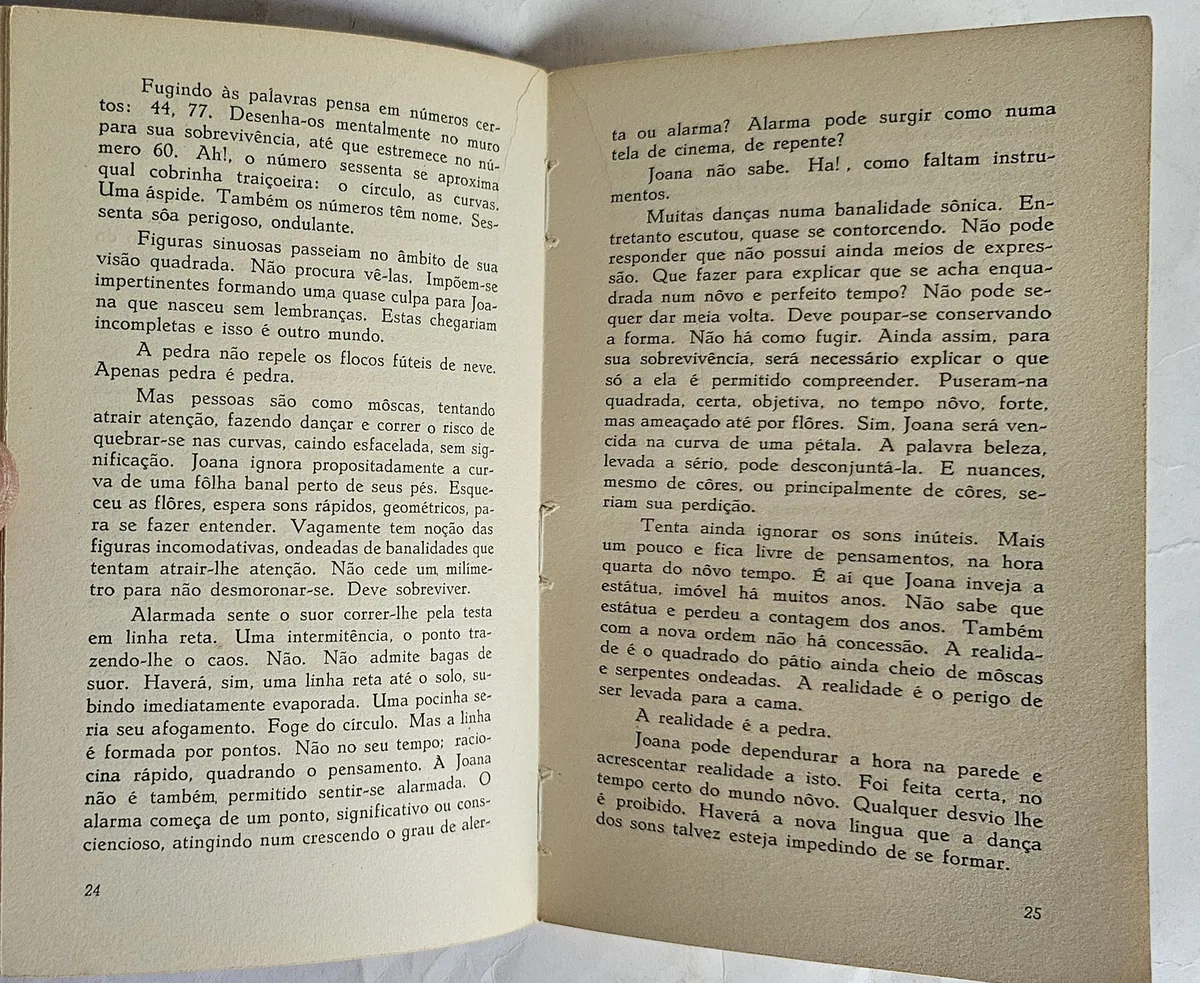 Fugindo às palavras pensa em números cer-
tos: 44, 77. Desenha-os mentalmente no muro
para sua sobrevivência, até que estremece no nú-
mero 60. Ah!, o número sessenta se aproxima
qual cobrinha traiçoeira: o círculo, as curvas.
Uma áspide. Também os números têm nome. Ses-
senta sôa perigoso, ondulante.
Figuras sinuosas passeiam no âmbito de sua
visão quadrada. Não procura vê-las. Impõem-se
impertinentes formando uma quase culpa para Joa-
na que nasceu sem lembranças. Estas chegariam
incompletas e isso é outro mundo.
A pedra não repele os flocos fúteis de neve.
Apenas pedra é pedra.
Mas pessoas são como môscas, tentando
atrair atenção, fazendo dançar e correr o risco de
quebrar-se nas curvas, caindo esfacelada, sem sig-
nificação. Joana ignora propositadamente a cur-
va de uma fôlha banal perto de seus pés. Esque-
ceu as flôres, espera sons rápidos, geométricos, pa-
ra se fazer entender. Vagamente tem noção das
figuras incomodativas, ondeadas de banalidades que
tentam atrair-lhe atenção. Não cede um milíme-
tro para não desmoronar-se. Deve sobreviver.
Alarmada sente o suor correr-lhe pela testa
em linha reta. Uma intermitência, o ponto tra-
zendo-lhe o caos. Não. Não admite bagas de
suor. Haverá, sim, uma linha reta até o solo, su-
bindo imediatamente evaporada. Uma pocinha se-
ria seu afogamento. Foge do círculo. Mas a linha
é formada por pontos. Não no seu tempo; racio-
cina rápido, quadrando o pensamento. A Joana
não é também permitido sentir-se alarmada. O
alarma começa de um ponto, significativo ou cons-
ciencioso, atingindo num crescendo o grau de aler-
24
ta ou alarma? Alarma pode surgir como numa
tela de cinema, de repente?
Joana não sabe. Ha!, como faltam instru-
mentos.
Muitas danças numa banalidade sônica. En-
tretanto escutou, quase se contorcendo. Não pode
responder que não possui ainda meios de expres-
são. Que fazer para explicar que se acha enqua-
drada num nôvo e perfeito tempo? Não pode se-
quer dar meia volta. Deve poupar-se conservando
a forma. Não há como fugir. Ainda assim, para
sua sobrevivência, será necessário explicar o que
só a ela é permitido compreender. Puseram-na
quadrada, certa, objetiva, no tempo nôvo, forte,
mas ameaçado até por flôres. Sim, Joana será ven-
cida na curva de uma pétala. A palavra beleza,
levada a sério, pode desconjuntá-la. E nuances,
mesmo de côres, ou principalmente de côres, se-
riam sua perdição.
Tenta ainda ignorar os sons inúteis. Mais
um pouco e fica livre de pensamentos, na hora
quarta do nôvo tempo. É aí que Joana inveja a
estátua, imóvel há muitos anos. Não sabe que
estátua e perdeu a contagem dos anos. Também
com a nova ordem não há concessão. A realida-
de é o quadrado do pátio ainda cheio de môscas
e serpentes ondeadas. A realidade é o perigo de
ser levada para a cama.
A realidade é a pedra.
Joana pode dependurar a hora na parede e
acrescentar realidade a isto. Foi feita certa, no
tempo certo do mundo nôvo. Qualquer desvio lhe
é proibido. Haverá a nova língua que a dança
dos sons talvez esteja impedindo de se formar.
25